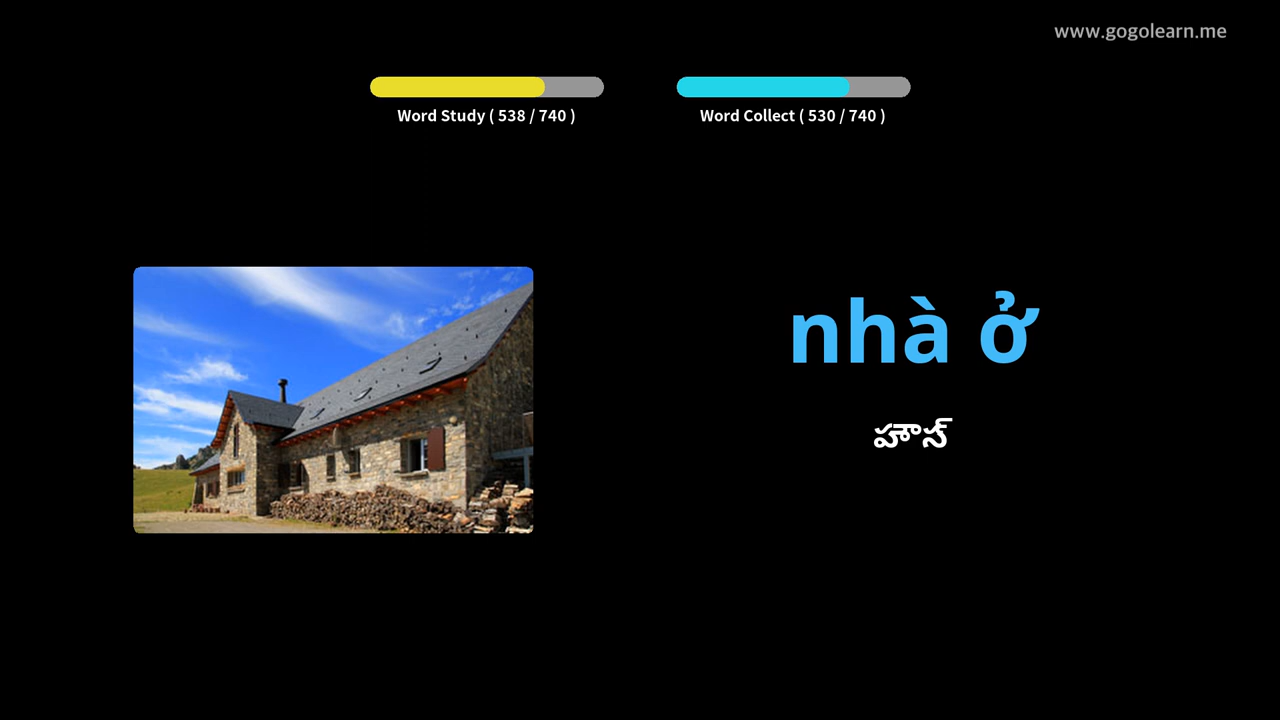 www.gogolearn.me
Word Study ( 538 / 740 )
Word Collect ( 530 / 740 )
nhà ở
హౌస్